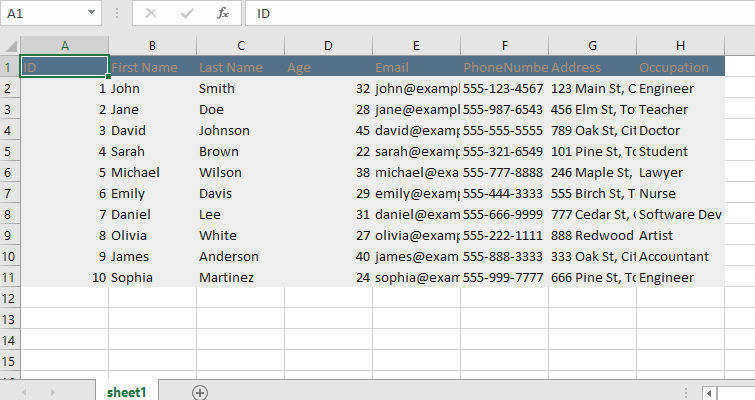 A1 fx ID
A B C D E F G H
1 ID First Name Last Name Age Email PhoneNumbe Address Occupation
2 1 John Smith 32 john@exampl 555-123-4567 123 Main St, C Engineer
3 2 Jane Doe 28 jane@exampl 555-987-6543 456 Elm St, To Teacher
4 3 David Johnson 45 david@exam 555-555-5555 789 Oak St, Cit Doctor
5 4 Sarah Brown 22 sarah@exam 555-321-6549 101 Pine St, To Student
6 5 Michael Wilson 38 michael@exa 555-777-8888 246 Maple St, Lawyer
7 6 Emily Davis 29 emily@examp 555-444-3333 555 Birch St, T Nurse
8 7 Daniel Lee 31 daniel@exam 555-666-9999 777 Cedar St, Software Dev
9 8 Olivia White 27 olivia@exam 555-222-1111 888 Redwood Artist
10 9 James Anderson 40 james@exam 555-888-3333 333 Oak St, Cit Accountant
11 10 Sophia Martinez 24 sophia@exam 555-999-7777 666 Pine St, To Engineer
12
13
14
15
sheet1